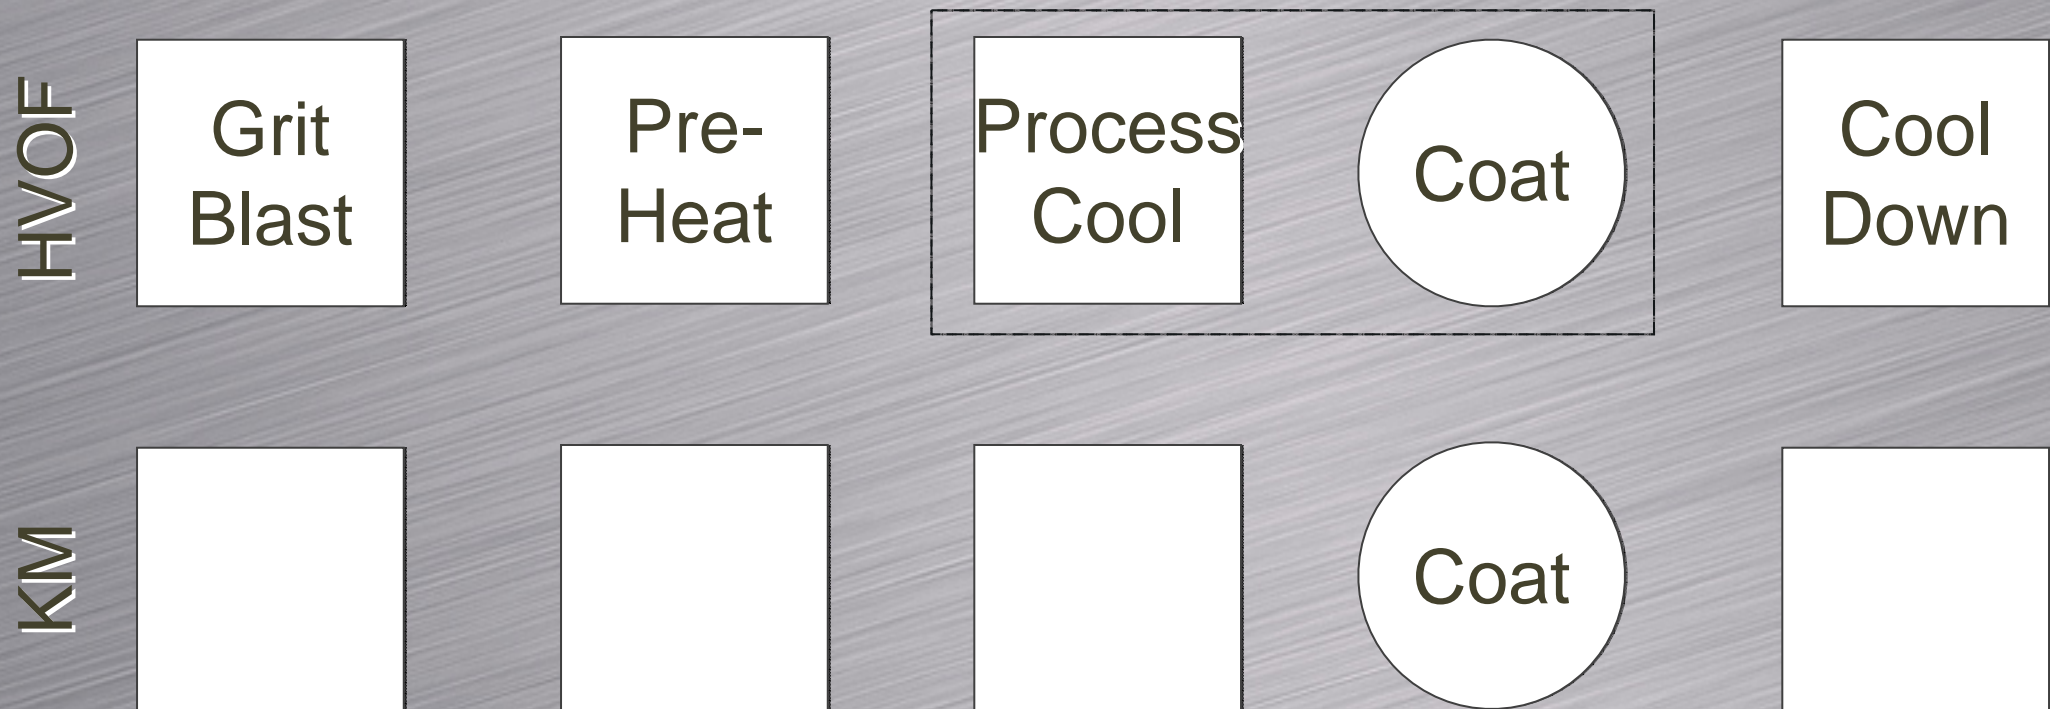 HVOF
Grit
Blast
Pre-
Heat
Process
Cool
Coat
Cool
Down
KM
Coat